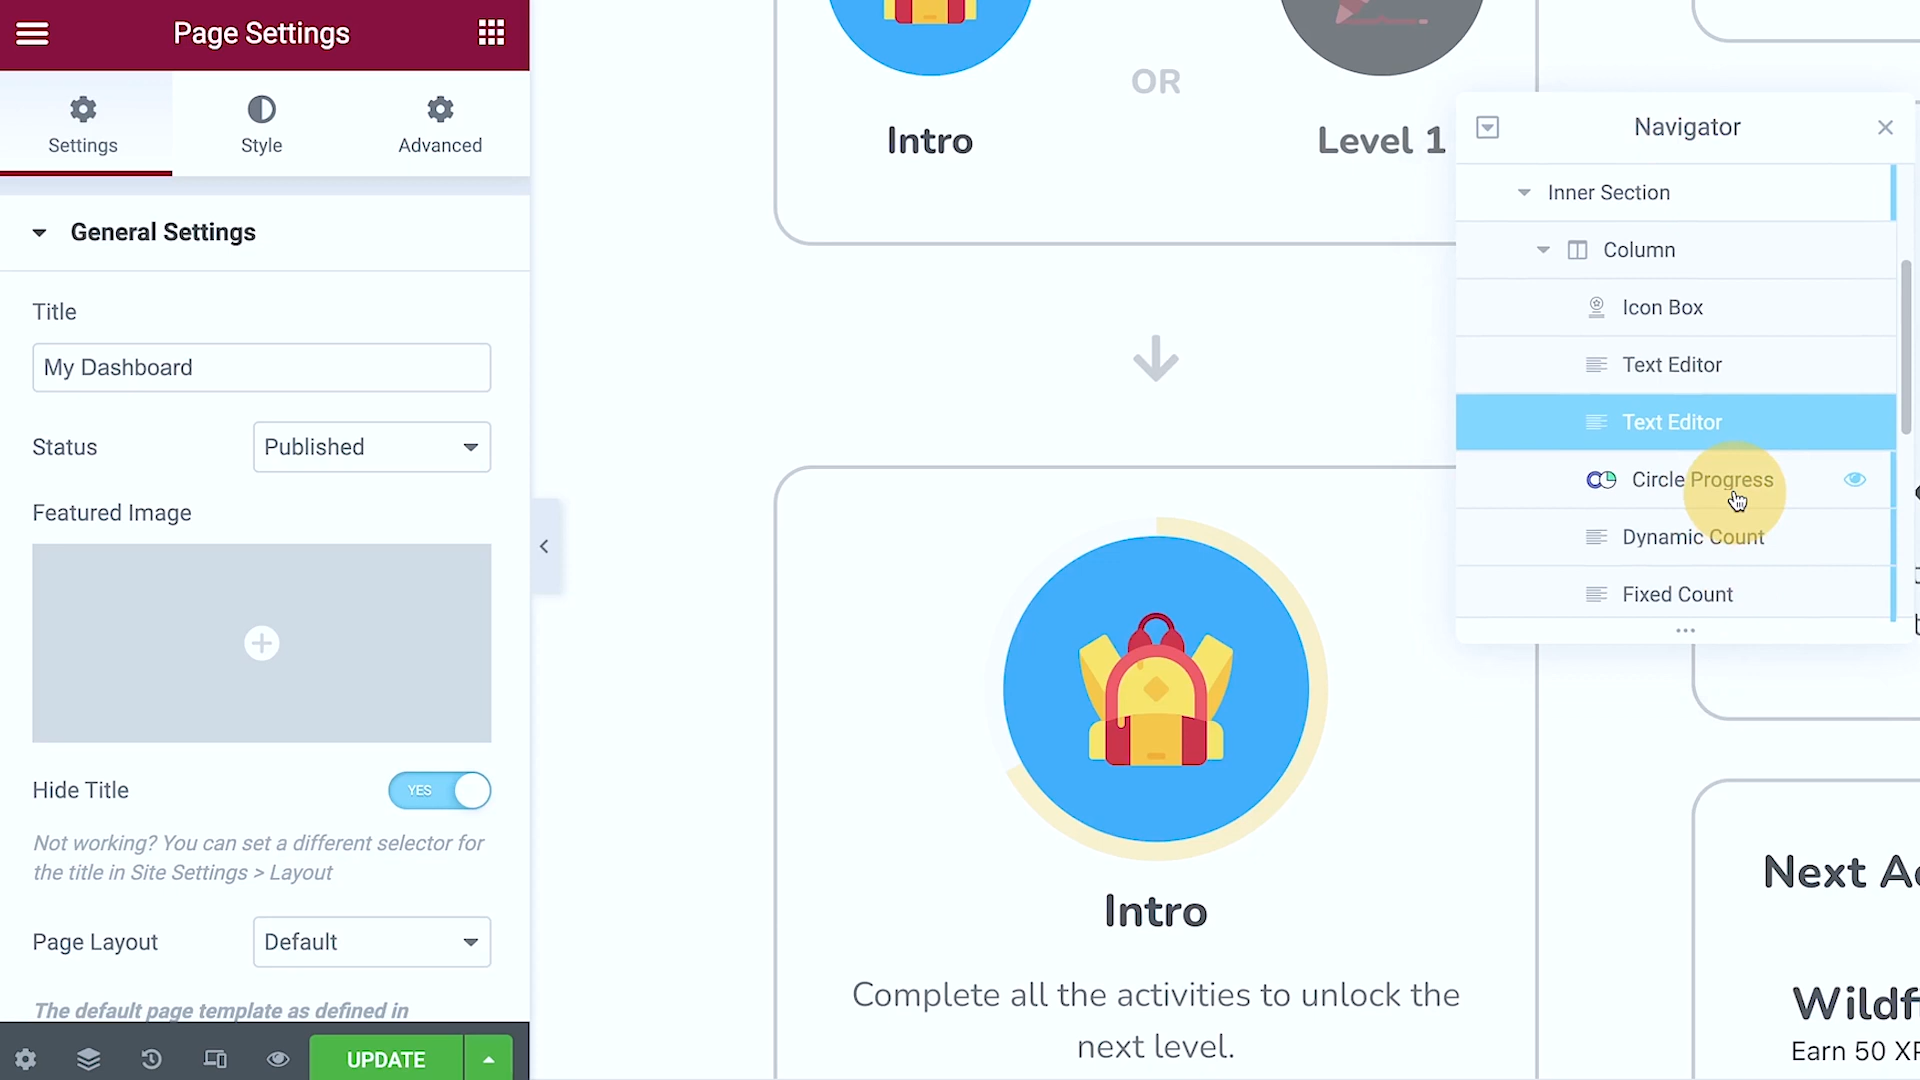 Page Settings
Settings
Style
Advanced
General Settings
Title
My Dashboard
Status
Published
Featured Image
Hide Title
YES
Not working? You can set a different selector for
the title in Site Settings > Layout
Page Layout
Default
The default page template as defined in
UPDATE
Intro
OR
Level 1
Intro
Complete all the activities to unlock the
next level.
Navigator
Inner Section
Column
Icon Box
Text Editor
Text Editor
Circle Progress
Dynamic Count
Fixed Count
Next
Earn 50